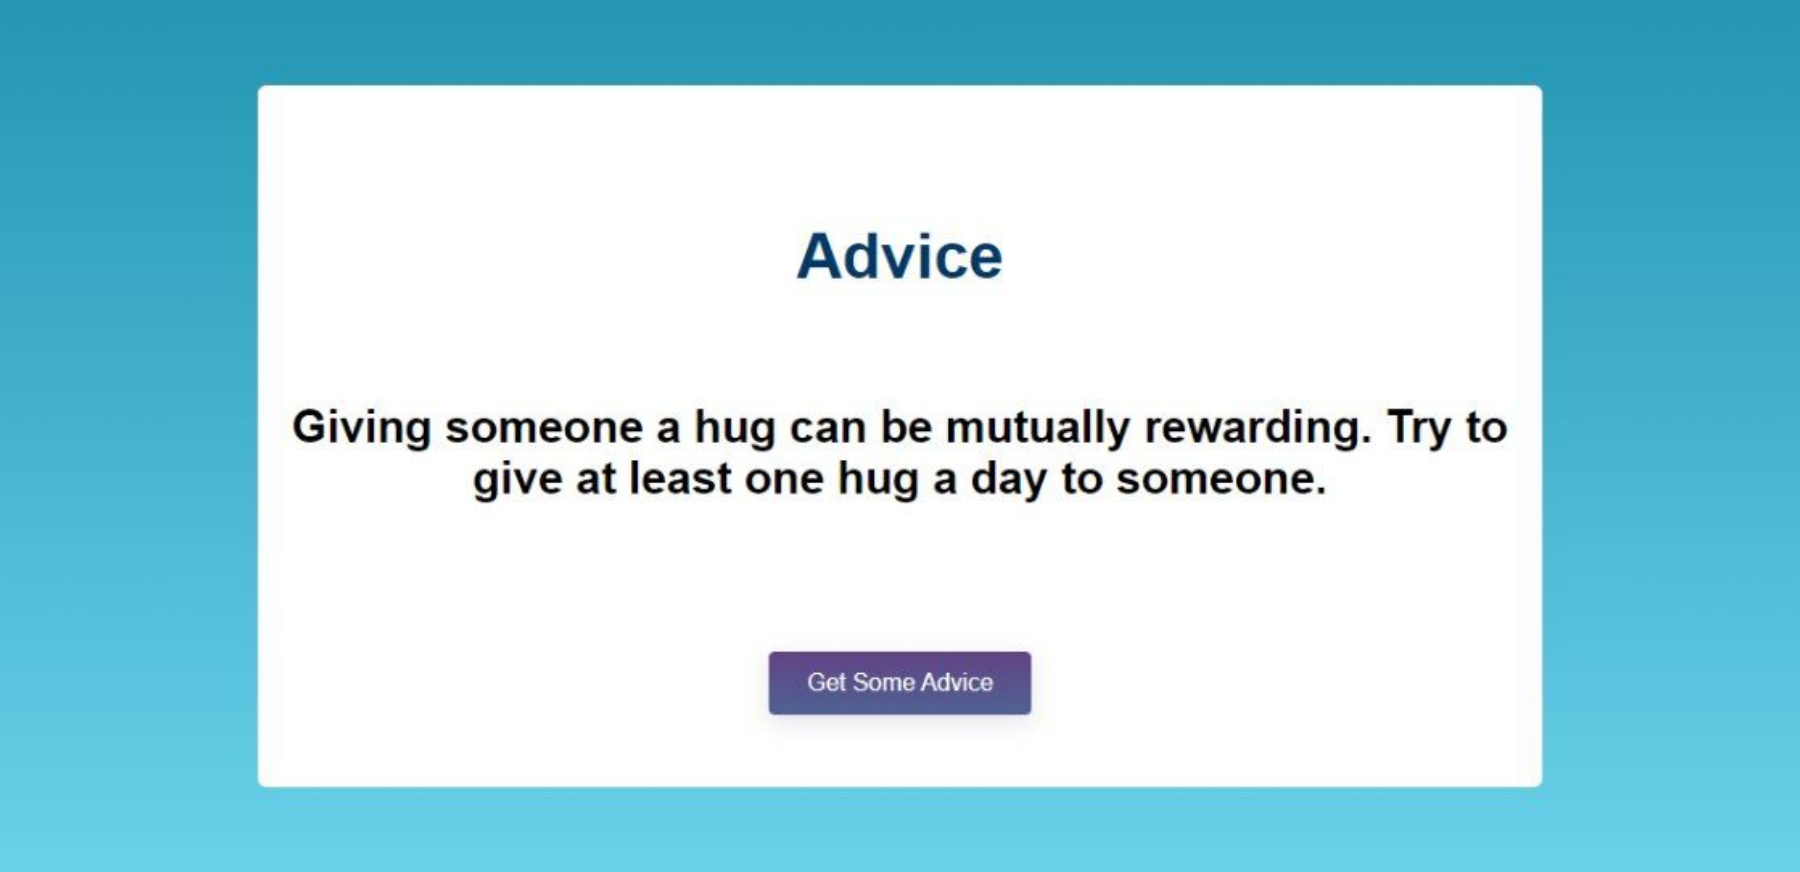 Advice
Giving someone a hug can be mutually rewarding. Try to
give at least one hug a day to someone.
Get Some Advice